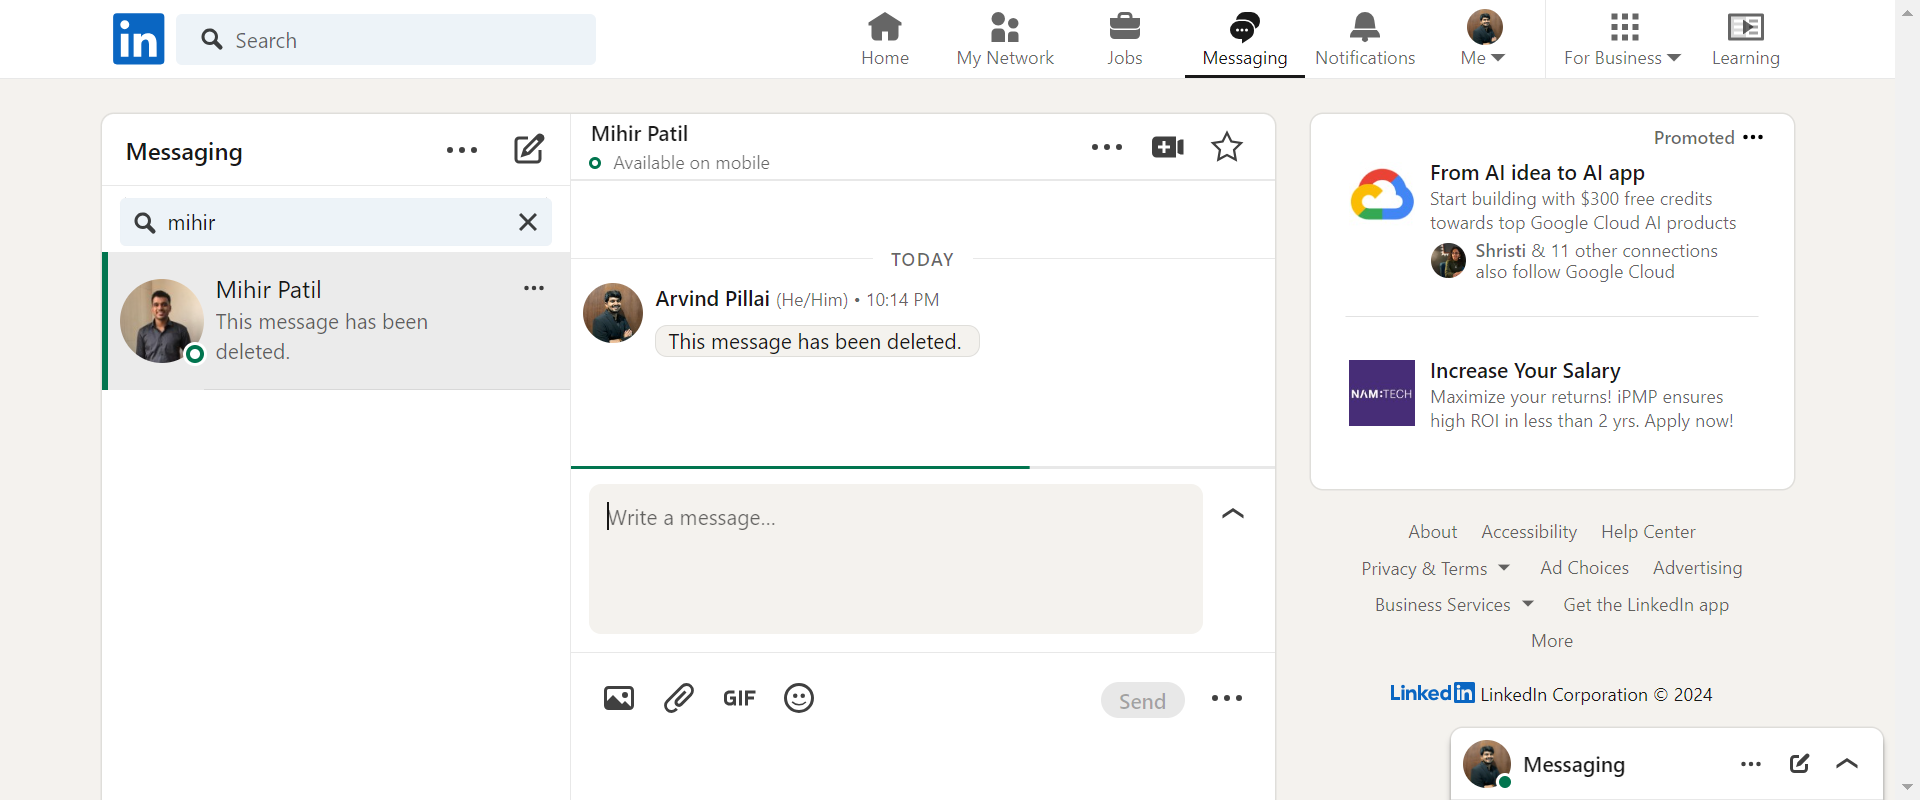 in
Search
Home
My Network
Jobs
Messaging
Notifications
Me
For Business
Learning
Messaging
mihir
Mihir Patil
This message has been
deleted.
Mihir Patil
Available on mobile
TODAY
Arvind Pillai (He/Him) • 10:14 PM
This message has been deleted.
Write a message...
GIF
Send
Promoted
From AI idea to AI app
Start building with $300 free credits
towards top Google Cloud AI products
Shristi & 11 other connections
also follow Google Cloud
NAM:TECH
Increase Your Salary
Maximize your returns! iPMP ensures
high ROI in less than 2 yrs. Apply now!
About Accessibility Help Center
Privacy & Terms Ad Choices Advertising
Business Services Get the LinkedIn app
More
LinkedIn LinkedIn Corporation © 2024
Messaging